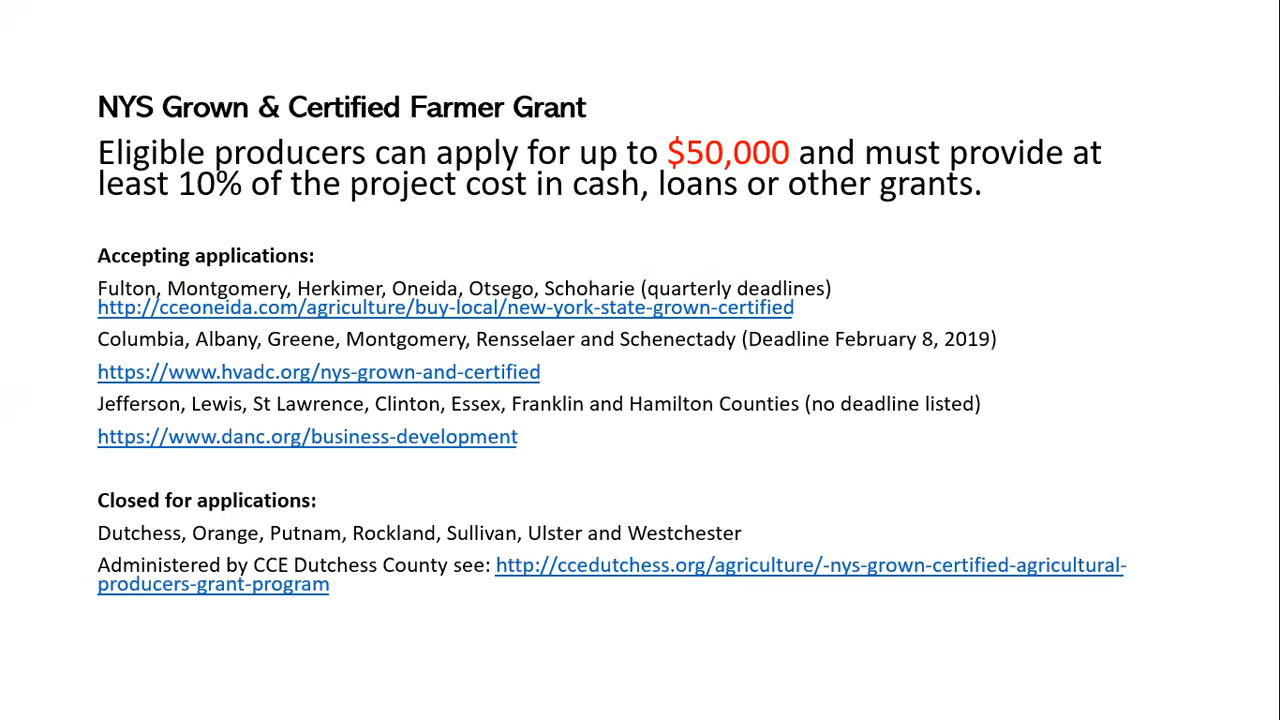 NYS Grown & Certified Farmer Grant
Eligible producers can apply for up to $50,000 and must provide at
least 10% of the project cost in cash, loans or other grants.
Accepting applications:
Fulton, Montgomery, Herkimer, Oneida, Otsego, Schoharie (quarterly deadlines)
http://cceoneida.com/agriculture/buy-local/new-york-state-grown-certified
Columbia, Albany, Greene, Montgomery, Rensselaer and Schenectady (Deadline February 8, 2019)
https://www.hvadc.org/nys-grown-and-certified
Jefferson, Lewis, St Lawrence, Clinton, Essex, Franklin and Hamilton Counties (no deadline listed)
https://www.danc.org/business-development
Closed for applications:
Dutchess, Orange, Putnam, Rockland, Sullivan, Ulster and Westchester
Administered by CCE Dutchess County see: http://ccedutchess.org/agriculture/-nys-grown-certified-agricultural-
producers-grant-program